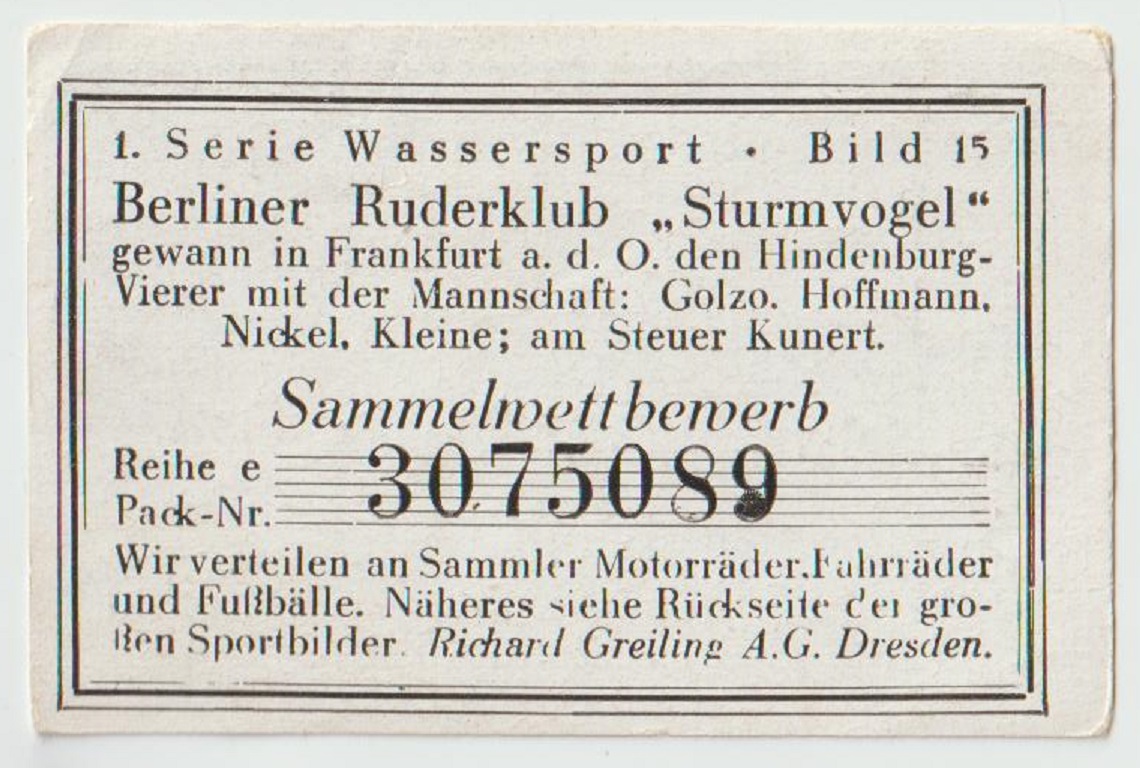 1. Serie Wassersport · Bild 15
Berliner Ruderklub „Sturmvogel“
gewann in Frankfurt a. d. O. den Hindenburg-
Vierer mit der Mannschaft: Golzo. Hoffmann,
Nickel, Kleine; am Steuer Kunert.
Sammelwettbewerb
Reihe e
Pack-Nr. 3075089
Wir verteilen an Sammler Motorräder. Fahrräder
und Fußbälle. Näheres siehe Rückseite der gro-
ßen Sportbilder. Richard Greiling A.G. Dresden.